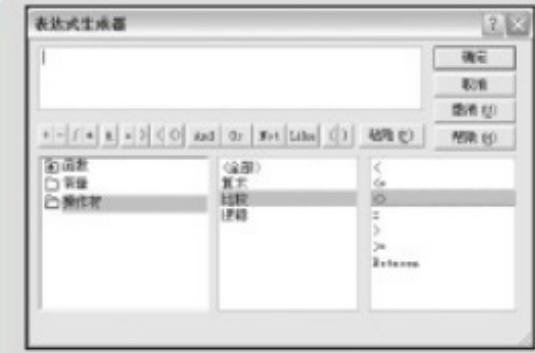 表达式生成器
确定
取消
撤消(U)
+ - / * & = > < <> And Or Not Like ( ) 粘贴(P) 帮助(H)
函数 (全部) <
常量 算术 <=
操作符 比较 <>
逻辑 =
>
>=
Between